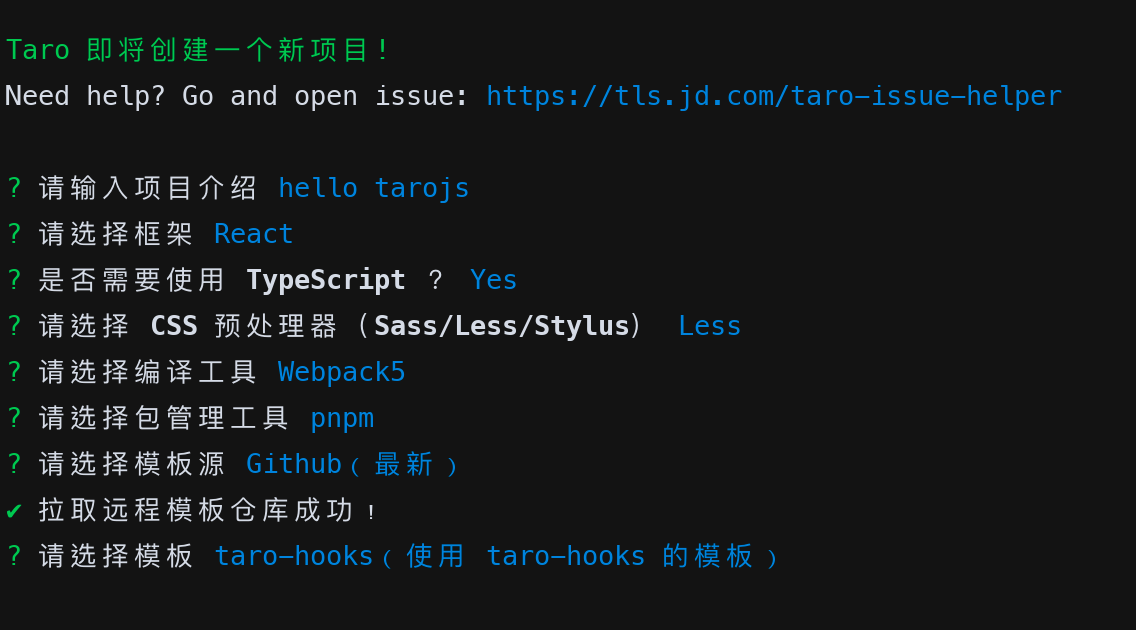 Taro 即将创建一个新项目!
Need help? Go and open issue: https://tls.jd.com/taro-issue-helper
? 请输入项目介绍 hello tarojs
? 请选择框架 React
? 是否需要使用 TypeScript ？ Yes
? 请选择 CSS 预处理器（Sass/Less/Stylus） Less
? 请选择编译工具 Webpack5
? 请选择包管理工具 pnpm
? 请选择模板源 Github（最新）
✔ 拉取远程模板仓库成功！
? 请选择模板 taro-hooks（使用 taro-hooks 的模板）